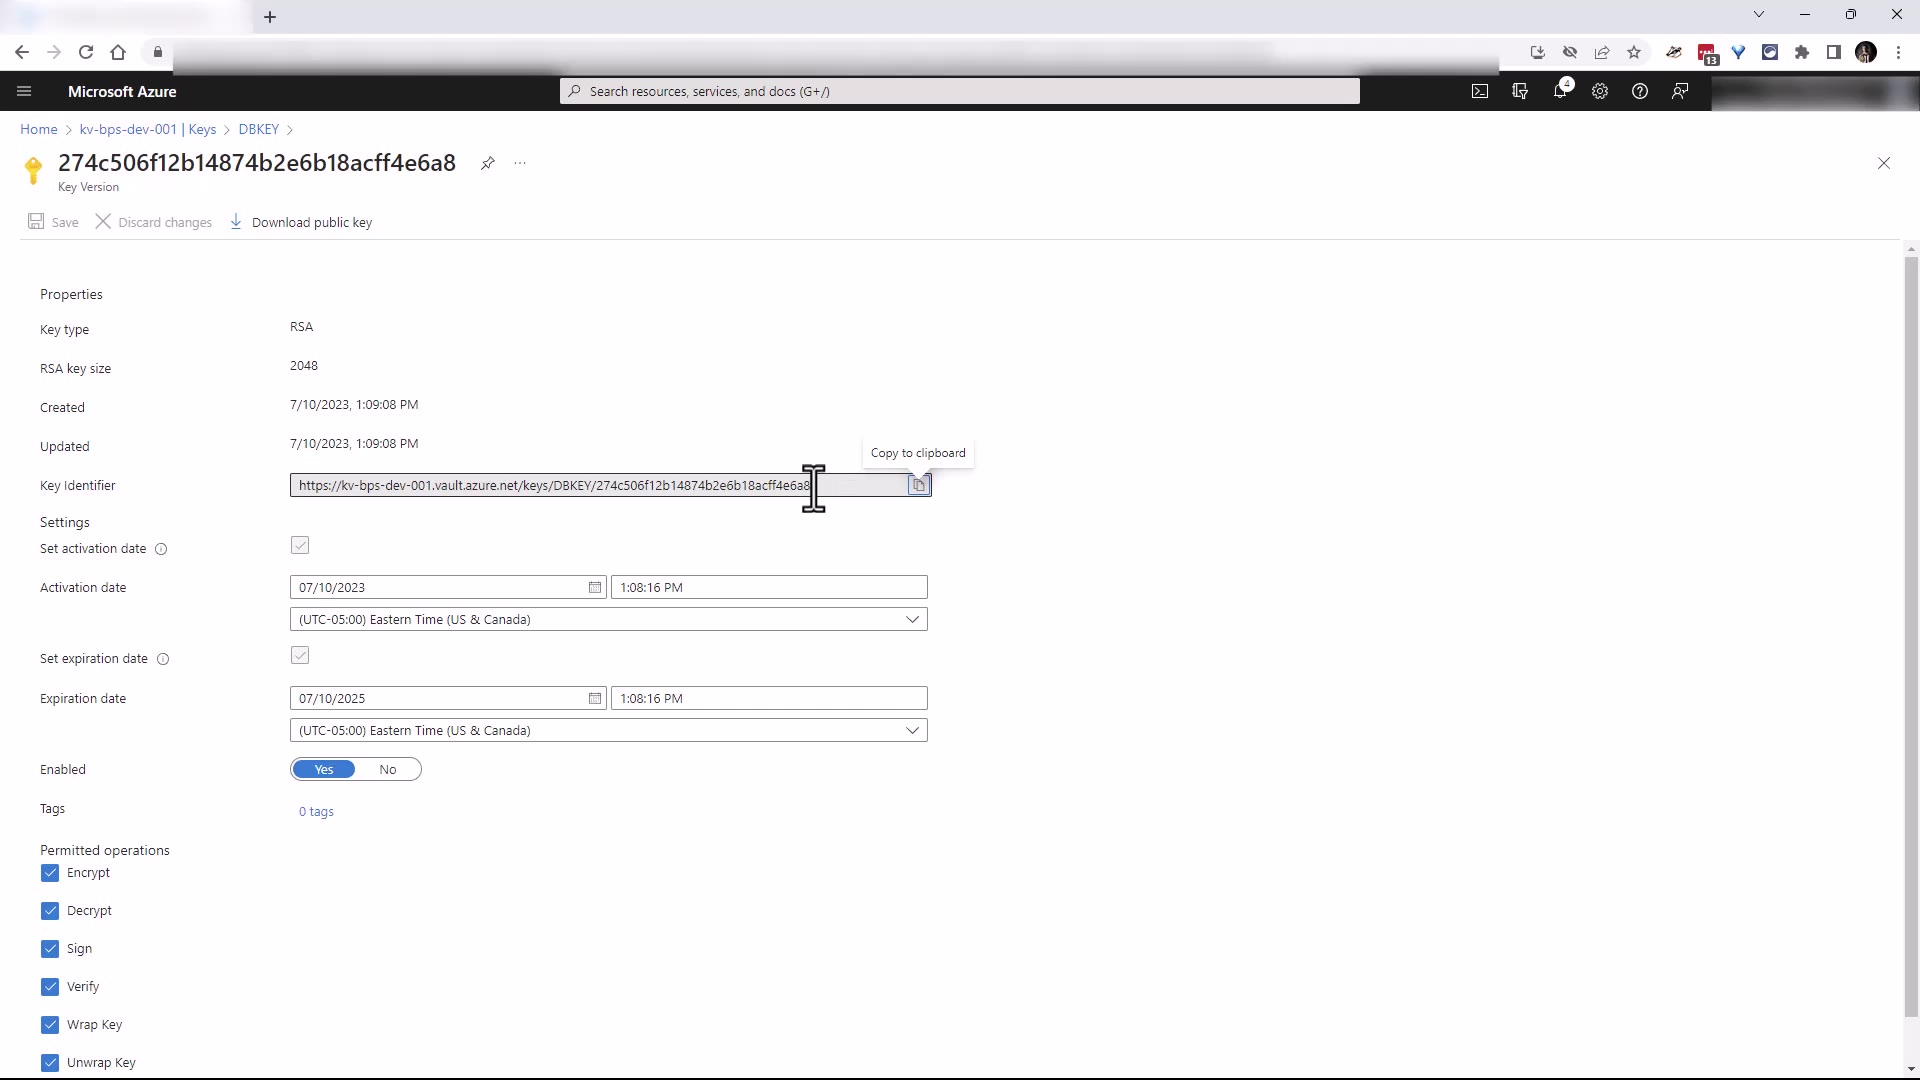 13
Microsoft Azure
Search resources, services, and docs (G+/)
4
Home > kv-bps-dev-001 | Keys > DBKEY >
274c506f12b14874b2e6b18acff4e6a8
Key Version
Save Discard changes Download public key
Properties
Key type RSA
RSA key size 2048
Created 7/10/2023, 1:09:08 PM
Updated 7/10/2023, 1:09:08 PM
Copy to clipboard
Key Identifier https://kv-bps-dev-001.vault.azure.net/keys/DBKEY/274c506f12b14874b2e6b18acff4e6a8
Settings
Set activation date
Activation date 07/10/2023 1:08:16 PM
(UTC-05:00) Eastern Time (US & Canada)
Set expiration date
Expiration date 07/10/2025 1:08:16 PM
(UTC-05:00) Eastern Time (US & Canada)
Enabled Yes No
Tags 0 tags
Permitted operations
Encrypt
Decrypt
Sign
Verify
Wrap Key
Unwrap Key